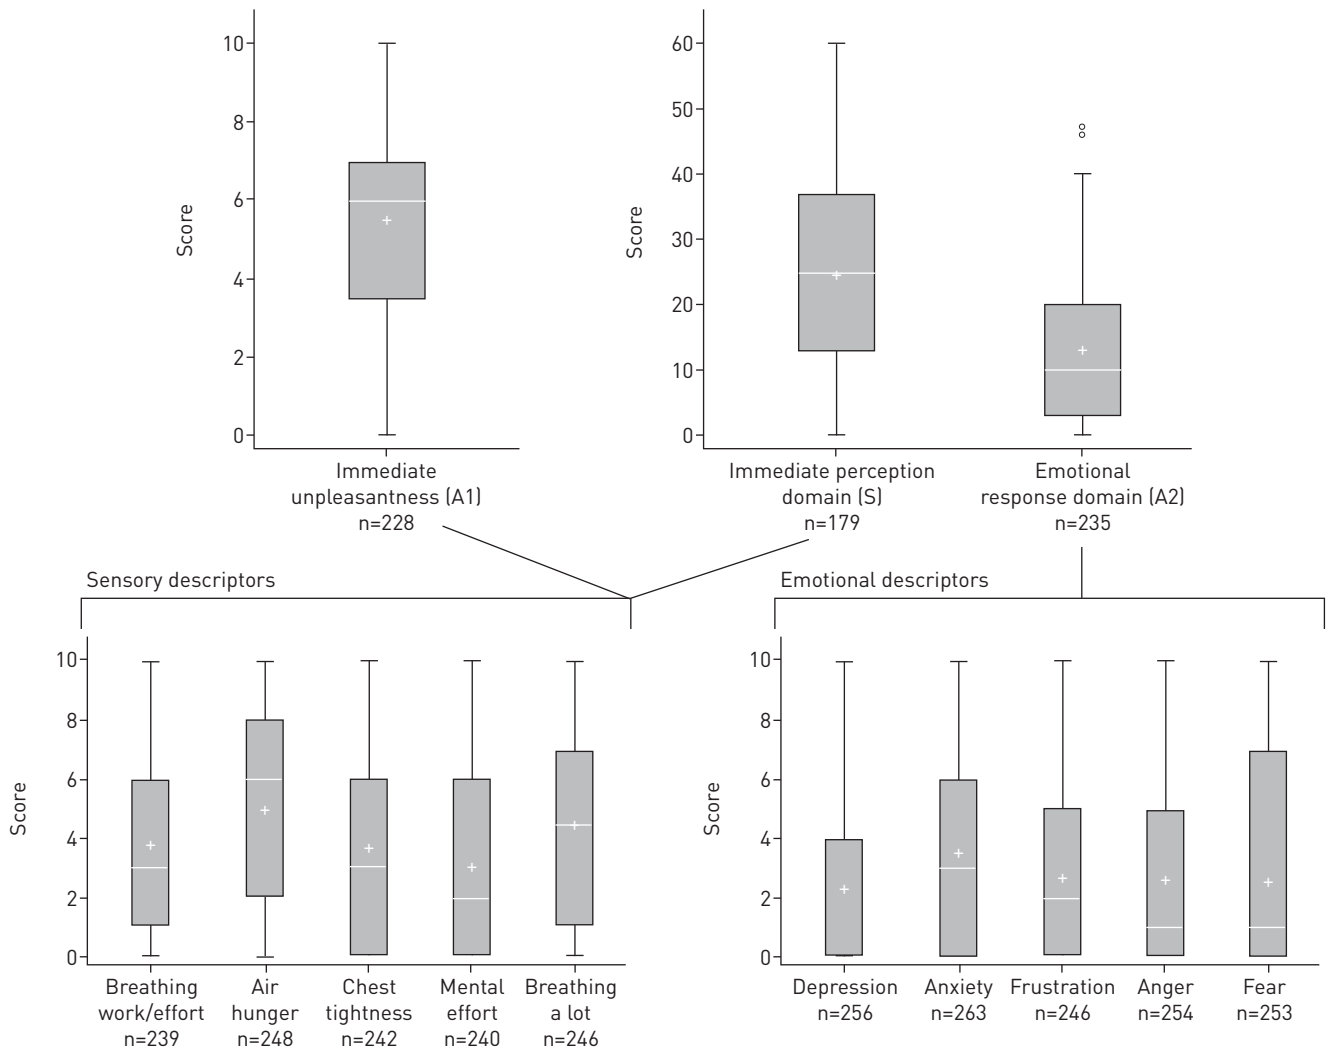 10
8
6
4
2
0
Score
Immediate
unpleasantness (A1)
n=228
60
50
40
30
20
10
0
Score
Immediate perception
domain (S)
n=179
Emotional
response domain (A2)
n=235
Sensory descriptors
10
8
6
4
2
0
Score
Breathing
work/effort
n=239
Air
hunger
n=248
Chest
tightness
n=242
Mental
effort
n=240
Breathing
a lot
n=246
Emotional descriptors
10
8
6
4
2
0
Score
Depression
n=256
Anxiety
n=263
Frustration
n=246
Anger
n=254
Fear
n=253